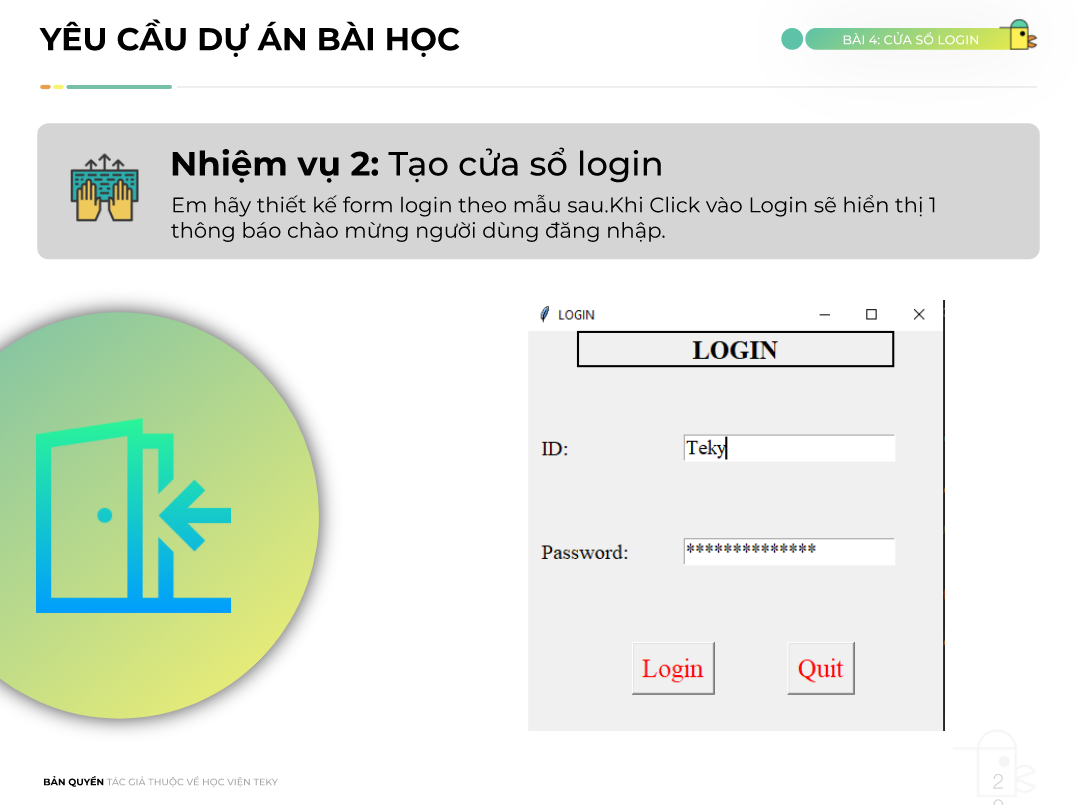 YÊU CẦU DỰ ÁN BÀI HỌC
BÀI 4: CỬA SỔ LOGIN
Nhiệm vụ 2: Tạo cửa sổ login
Em hãy thiết kế form login theo mẫu sau.Khi Click vào Login sẽ hiển thị 1
thông báo chào mừng người dùng đăng nhập.
LOGIN
LOGIN
ID:
Teky
Password:
**************
Login
Quit
BẢN QUYỀN TÁC GIẢ THUỘC VỀ HỌC VIỆN TEKY
2